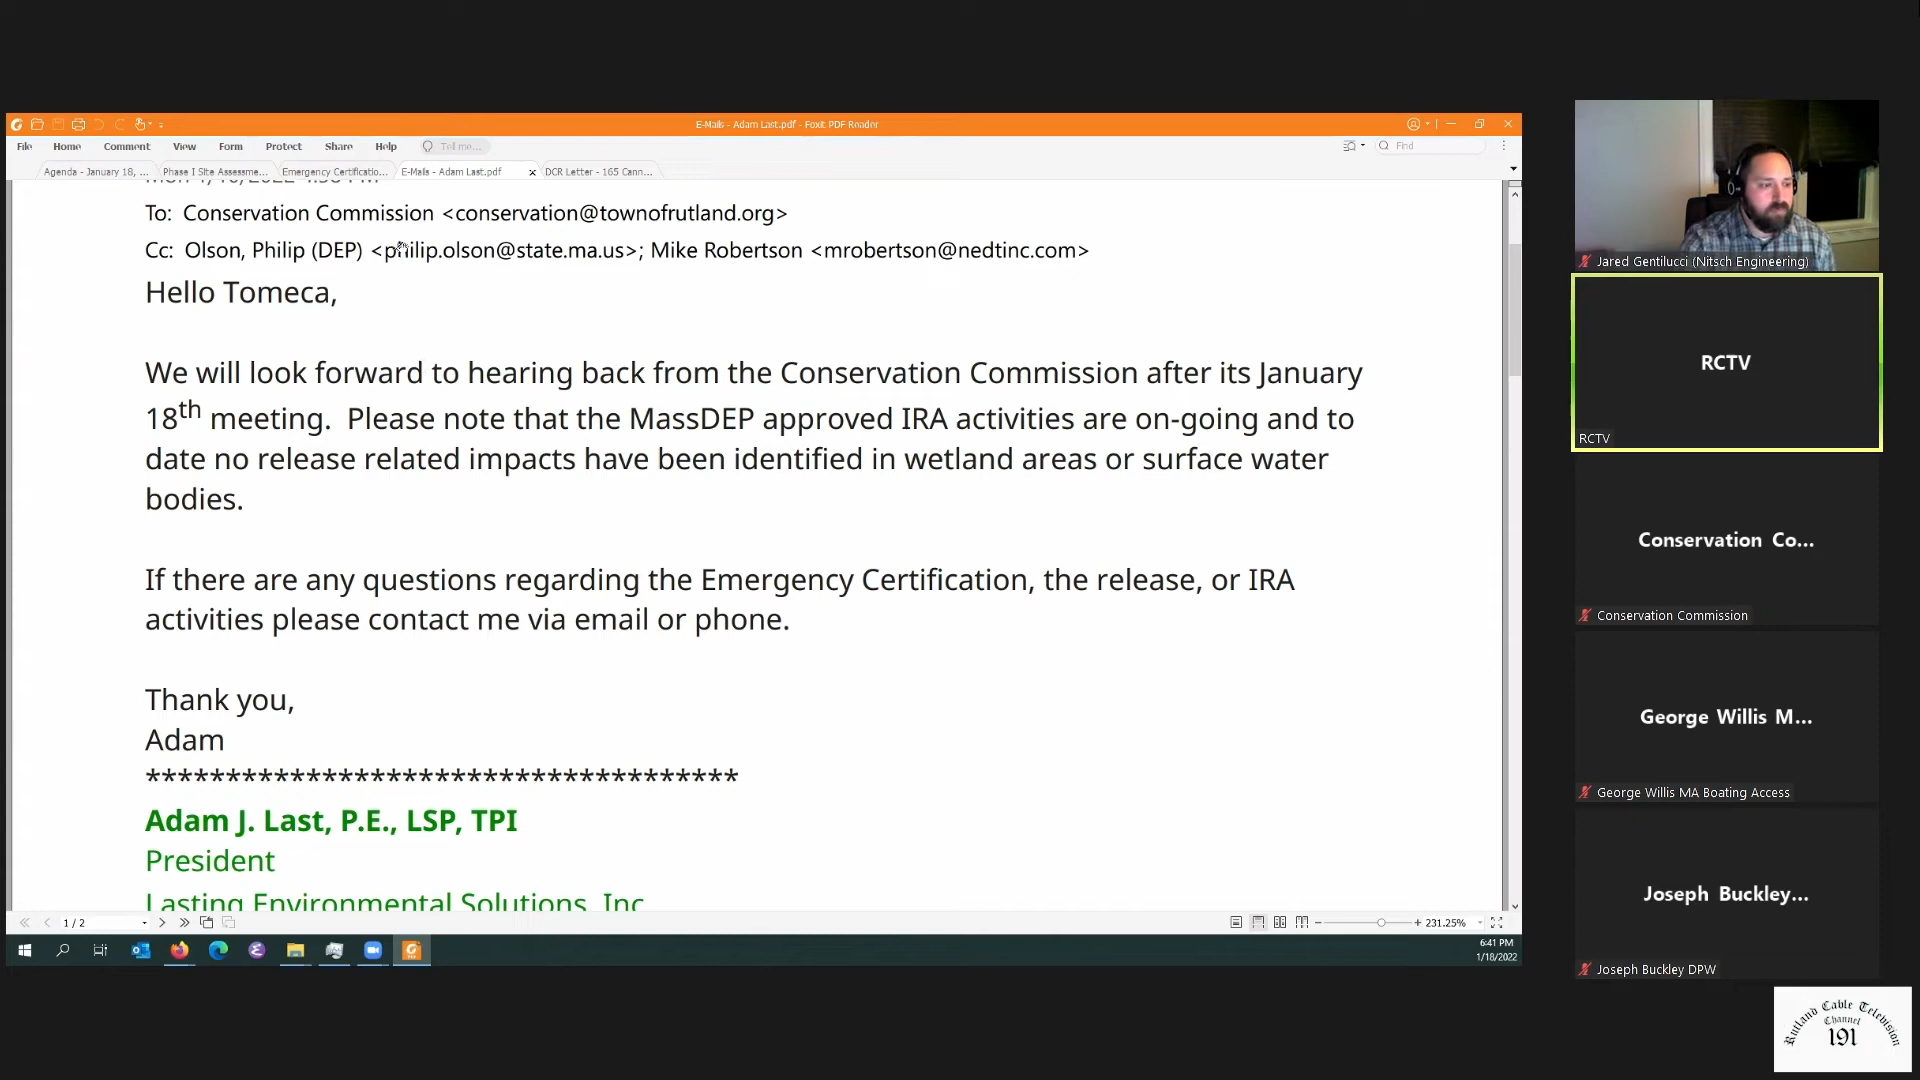 E-Mails - Adam Last.pdf - Foxit PDF Reader
File Home Comment View Form Protect Share Help Tell me... Find
Agenda - January 18, ... Phase I Site Assessme... Emergency Certificatio... E-Mails - Adam Last.pdf DCR Letter - 165 Cann...
To: Conservation Commission <conservation@townofrutland.org>
Cc: Olson, Philip (DEP) <philip.olson@state.ma.us>; Mike Robertson <mrobertson@nedtinc.com>
Hello Tomeca,
We will look forward to hearing back from the Conservation Commission after its January
18th meeting. Please note that the MassDEP approved IRA activities are on-going and to
date no release related impacts have been identified in wetland areas or surface water
bodies.
If there are any questions regarding the Emergency Certification, the release, or IRA
activities please contact me via email or phone.
Thank you,
Adam
*************************************
Adam J. Last, P.E., LSP, TPI
President
Lasting Environmental Solutions, Inc
1 / 2
231.25%
6:41 PM
1/18/2022
Jared Gentilucci (Nitsch Engineering)
RCTV
RCTV
Conservation Co...
Conservation Commission
George Willis M...
George Willis MA Boating Access
Joseph Buckley...
Joseph Buckley DPW
Rutland Cable Television
Channel
191